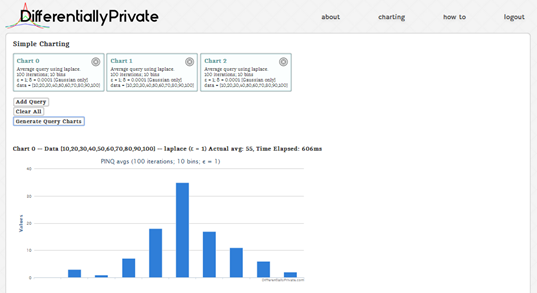 DifferentiallyPrivate
about charting how to logout
Simple Charting
Chart 0
Average query using laplace.
100 iterations; 10 bins
ε = 1; δ = 0.0001 (Gaussian only)
data = [10,20,30,40,50,60,70,80,90,100]
Chart 1
Average query using laplace.
100 iterations; 10 bins
ε = 1; δ = 0.0001 (Gaussian only)
data = [10,20,30,40,50,60,70,80,90,100]
Chart 2
Average query using laplace.
100 iterations; 10 bins
ε = 1; δ = 0.0001 (Gaussian only)
data = [10,20,30,40,50,60,70,80,90,100]
Add Query
Clear All
Generate Query Charts
Chart 0 -- Data [10,20,30,40,50,60,70,80,90,100] -- laplace (ε = 1) Actual avg: 55, Time Elapsed: 606ms
PINQ avgs (100 iterations; 10 bins; ε = 1)
40
30
20
10
0
Values
DifferentiallyPrivate.com